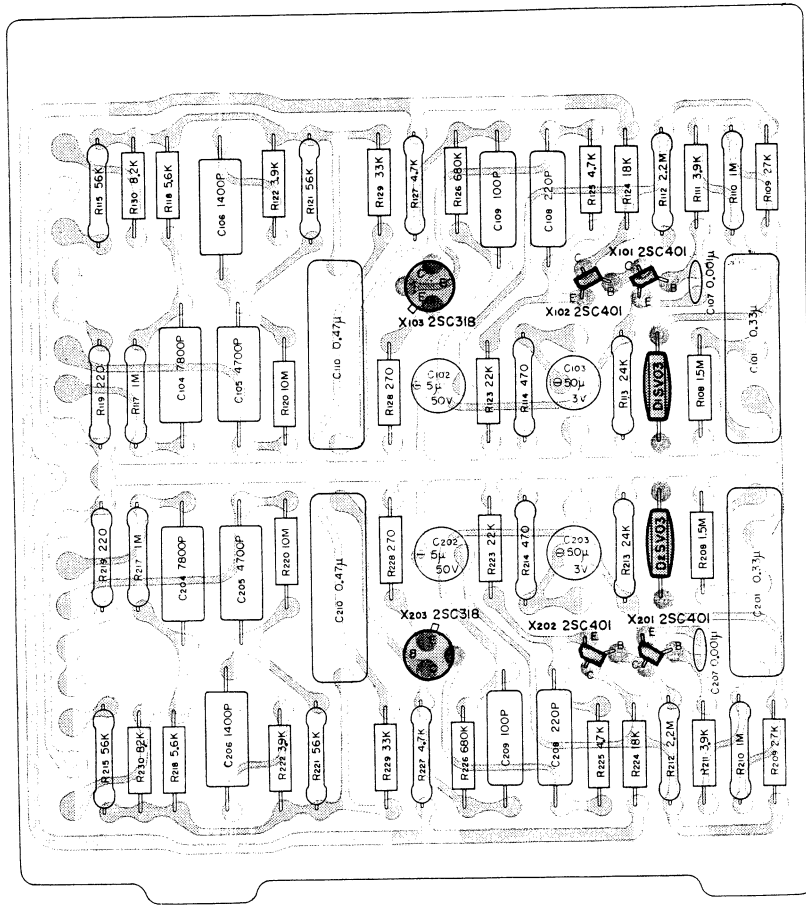 R115 56K
R130 8.2K
R118 5.6K
C106 1400P
R122 3.9K
R121 56K
R129 33K
R127 4.7K
R126 680K
C109 100P
C108 220P
R125 4.7K
R124 18K
R112 2.2M
R111 3.9K
R110 1M
R109 27K
X103 2SC318
C
B
E
X102 2SC401
C
B
E
X101 2SC401
C
B
E
C107 0.001μ
R119 220
R117 1M
C104 7800P
C105 4700P
R120 10M
C110 0.47μ
R128 270
C102
5μ
50V
R123 22K
R114 470
C103
50μ
3V
R113 24K
D1SV03
R108 1.5M
C101 0.33μ
R219 220
R217 1M
C204 7800P
C205 4700P
R220 10M
C210 0.47μ
R228 270
C202
5μ
50V
R223 22K
R214 470
C203
50μ
3V
R213 24K
D2SV03
R208 1.5M
C201 0.33μ
X203 2SC318
B
X202 2SC401
E
B
C
X201 2SC401
E
B
C
C207 0.001μ
R215 56K
R230 82K
R218 5.6K
C206 1400P
R222 3.9K
R221 56K
R229 33K
R227 4.7K
R226 680K
C209 100P
C208 220P
R225 4.7K
R224 18K
R212 2.2M
R211 3.9K
R210 1M
R209 27K